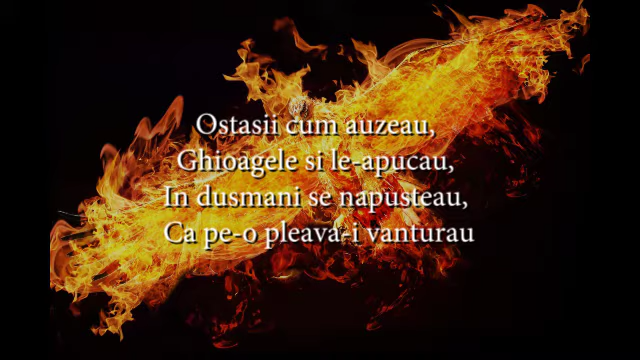 Ostasii cum auzeau,
Ghioagele si le-apucau,
In dusmani se napusteau,
Ca pe-o pleava-i vanturau